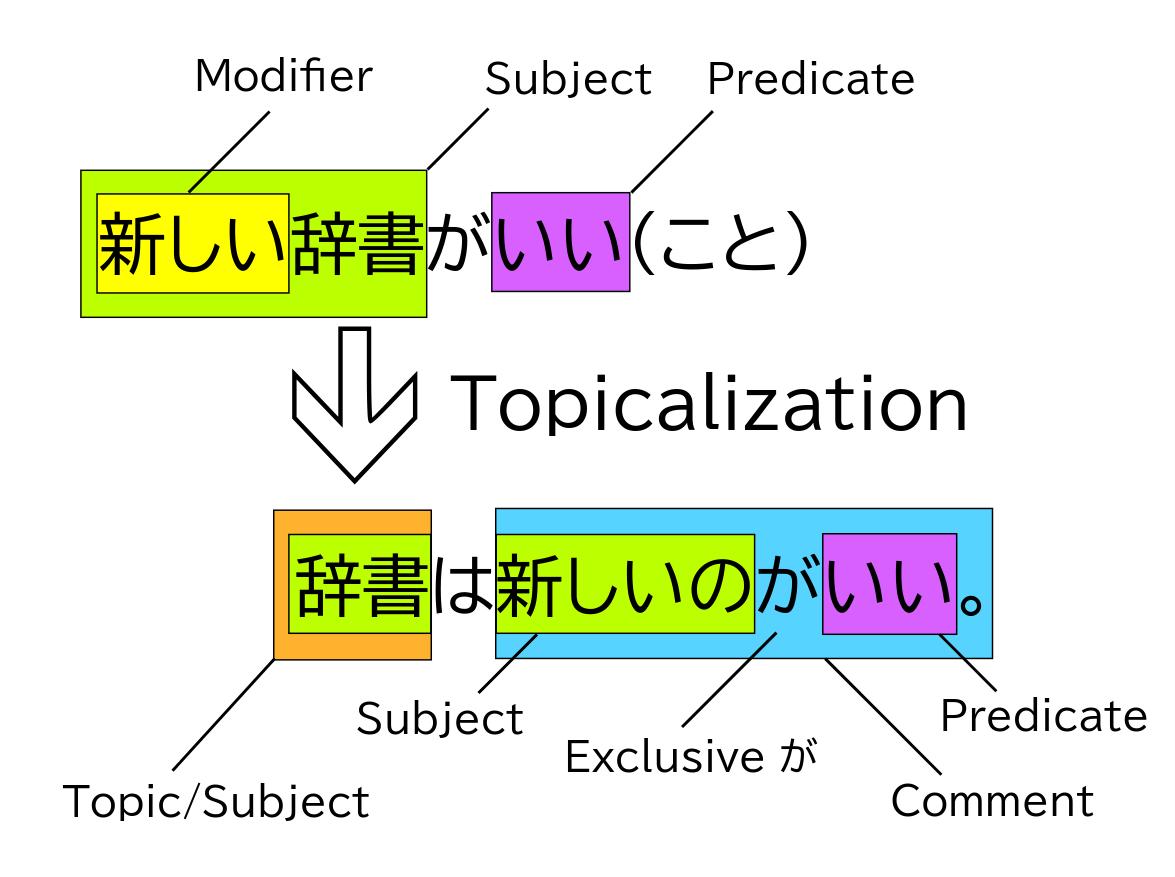 Modifier Subject Predicate
新しい辞書がいい(こと)
Topicalization
辞書は新しいのがいい。
Subject Exclusive が Predicate
Topic/Subject Comment